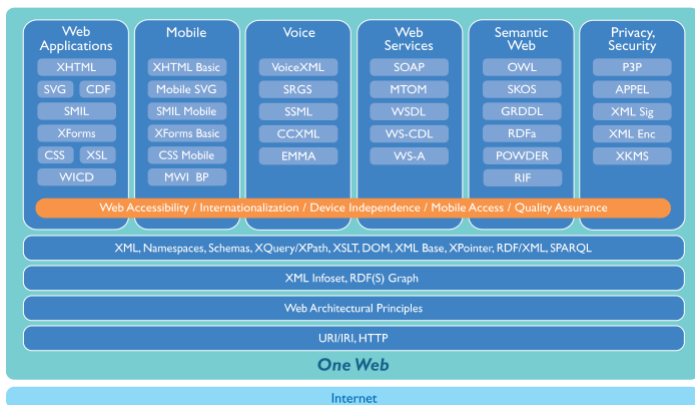 Web
Applications
XHTML
SVG CDF
SMIL
XForms
CSS XSL
WICD
Mobile
XHTML Basic
Mobile SVG
SMIL Mobile
XForms Basic
CSS Mobile
MWI BP
Voice
VoiceXML
SRGS
SSML
CCXML
EMMA
Web
Services
SOAP
MTOM
WSDL
WS-CDL
WS-A
Semantic
Web
OWL
SKOS
GRDDL
RDFa
POWDER
RIF
Privacy,
Security
P3P
APPEL
XML Sig
XML Enc
XKMS
Web Accessibility / Internationalization / Device Independence / Mobile Access / Quality Assurance
XML, Namespaces, Schemas, XQuery/XPath, XSLT, DOM, XML Base, XPointer, RDF/XML, SPARQL
XML Infoset, RDF(S) Graph
Web Architectural Principles
URI/IRI, HTTP
One Web
Internet